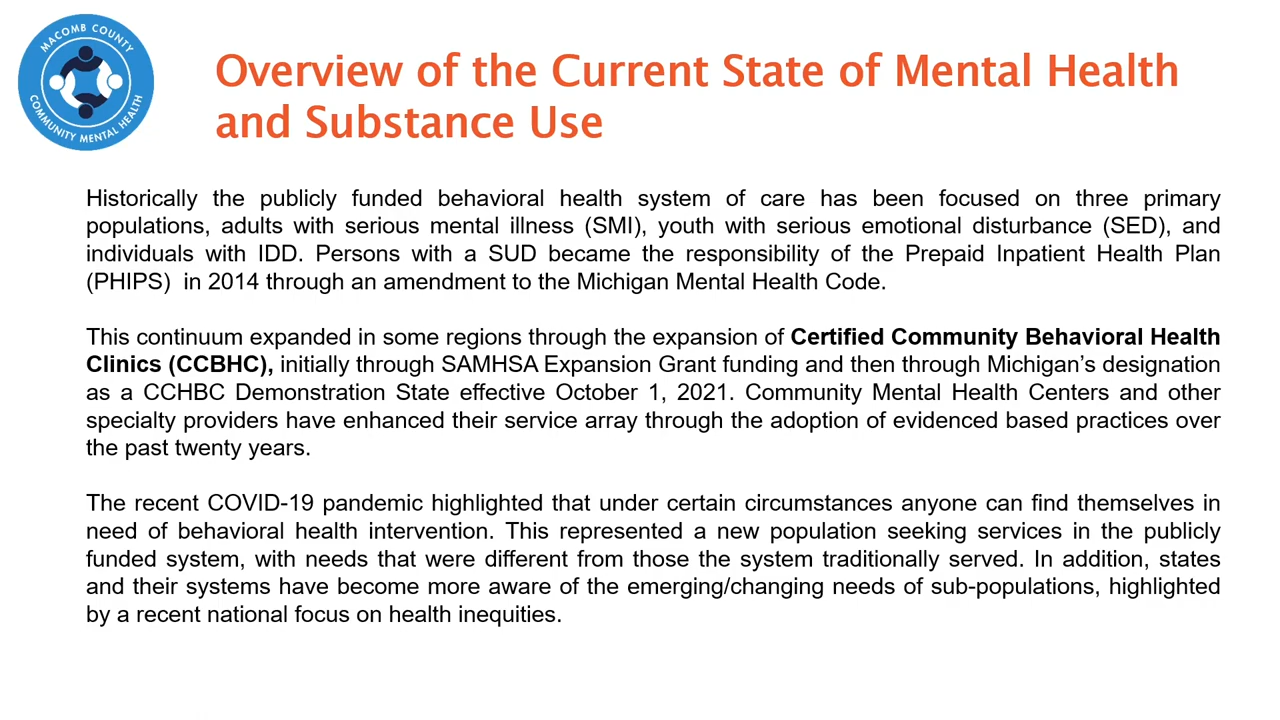 MACOMB COUNTY
COMMUNITY MENTAL HEALTH
Overview of the Current State of Mental Health
and Substance Use
Historically the publicly funded behavioral health system of care has been focused on three primary
populations, adults with serious mental illness (SMI), youth with serious emotional disturbance (SED), and
individuals with IDD. Persons with a SUD became the responsibility of the Prepaid Inpatient Health Plan
(PHIPS) in 2014 through an amendment to the Michigan Mental Health Code.
This continuum expanded in some regions through the expansion of Certified Community Behavioral Health
Clinics (CCBHC), initially through SAMHSA Expansion Grant funding and then through Michigan’s designation
as a CCHBC Demonstration State effective October 1, 2021. Community Mental Health Centers and other
specialty providers have enhanced their service array through the adoption of evidenced based practices over
the past twenty years.
The recent COVID-19 pandemic highlighted that under certain circumstances anyone can find themselves in
need of behavioral health intervention. This represented a new population seeking services in the publicly
funded system, with needs that were different from those the system traditionally served. In addition, states
and their systems have become more aware of the emerging/changing needs of sub-populations, highlighted
by a recent national focus on health inequities.